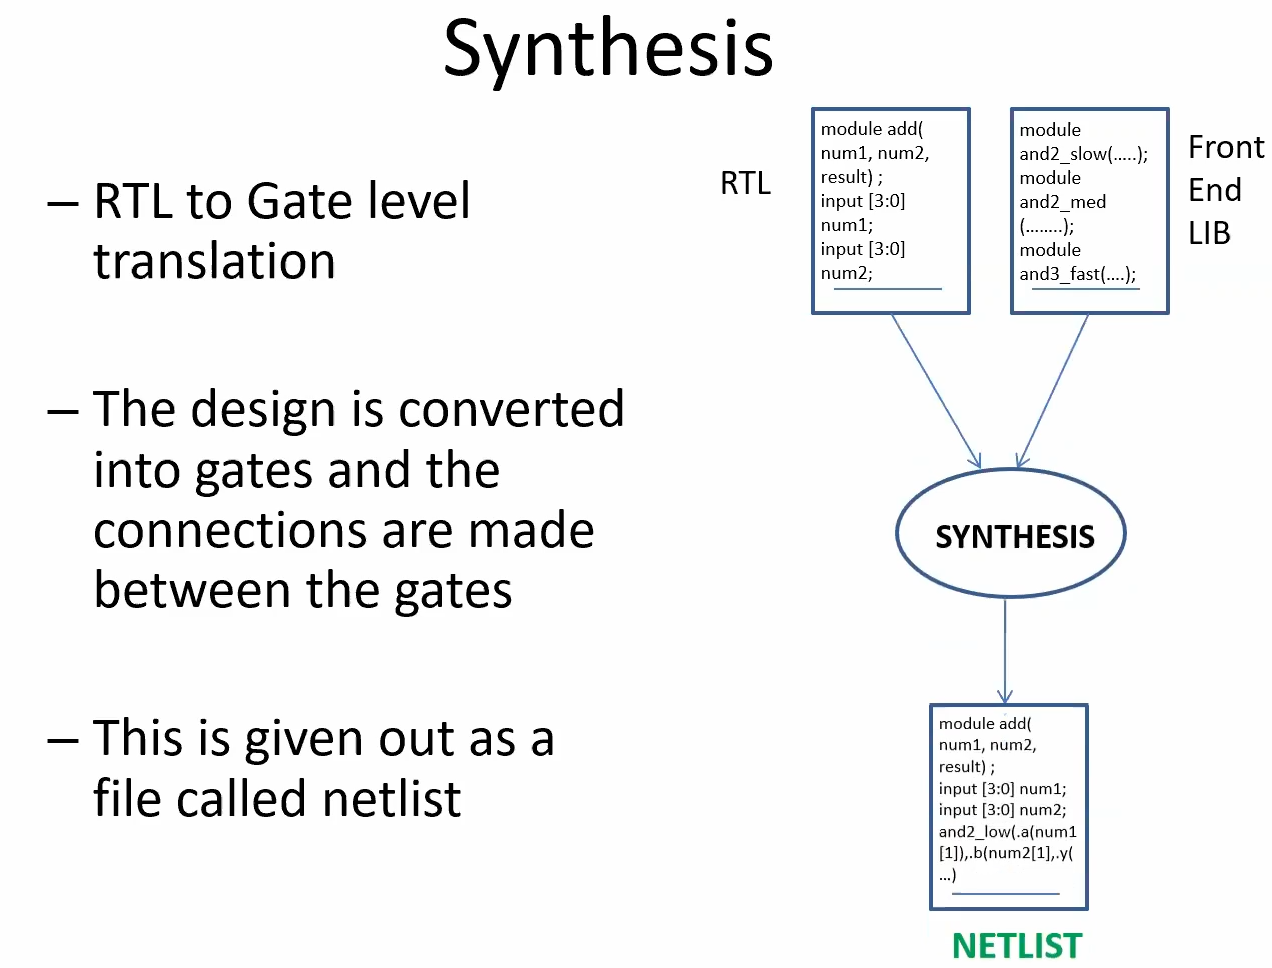 Synthesis
– RTL to Gate level
translation
– The design is converted
into gates and the
connections are made
between the gates
– This is given out as a
file called netlist
RTL
module add(
num1, num2,
result) ;
input [3:0]
num1;
input [3:0]
num2;
module
and2_slow(…..);
module
and2_med
(……..);
module
and3_fast(….);
Front
End
LIB
SYNTHESIS
module add(
num1, num2,
result) ;
input [3:0] num1;
input [3:0] num2;
and2_low(.a(num1
[1]),.b(num2[1],.y(
…)
NETLIST